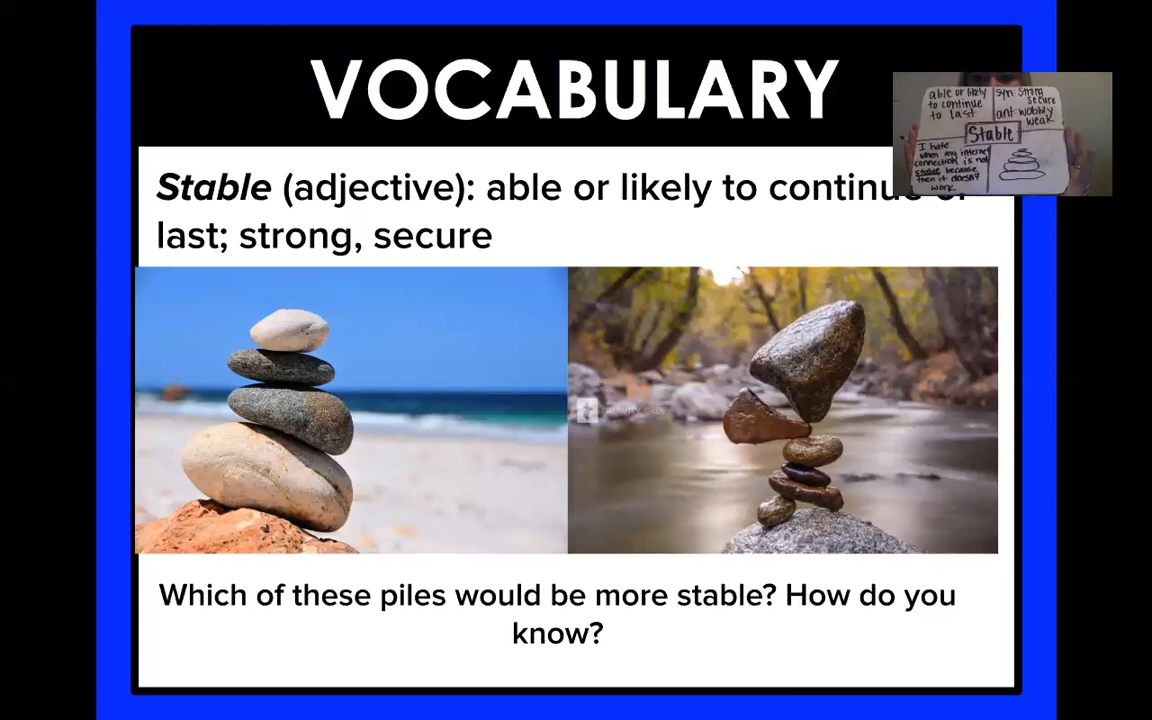 VOCABULARY
Stable (adjective): able or likely to continue or
last; strong, secure
able or likely
to continue
to last
syn: strong
secure
ant: wobbly
weak
Stable
I hate
when my internet
connection is not
stable because
then it doesn't
work
Which of these piles would be more stable? How do you
know?